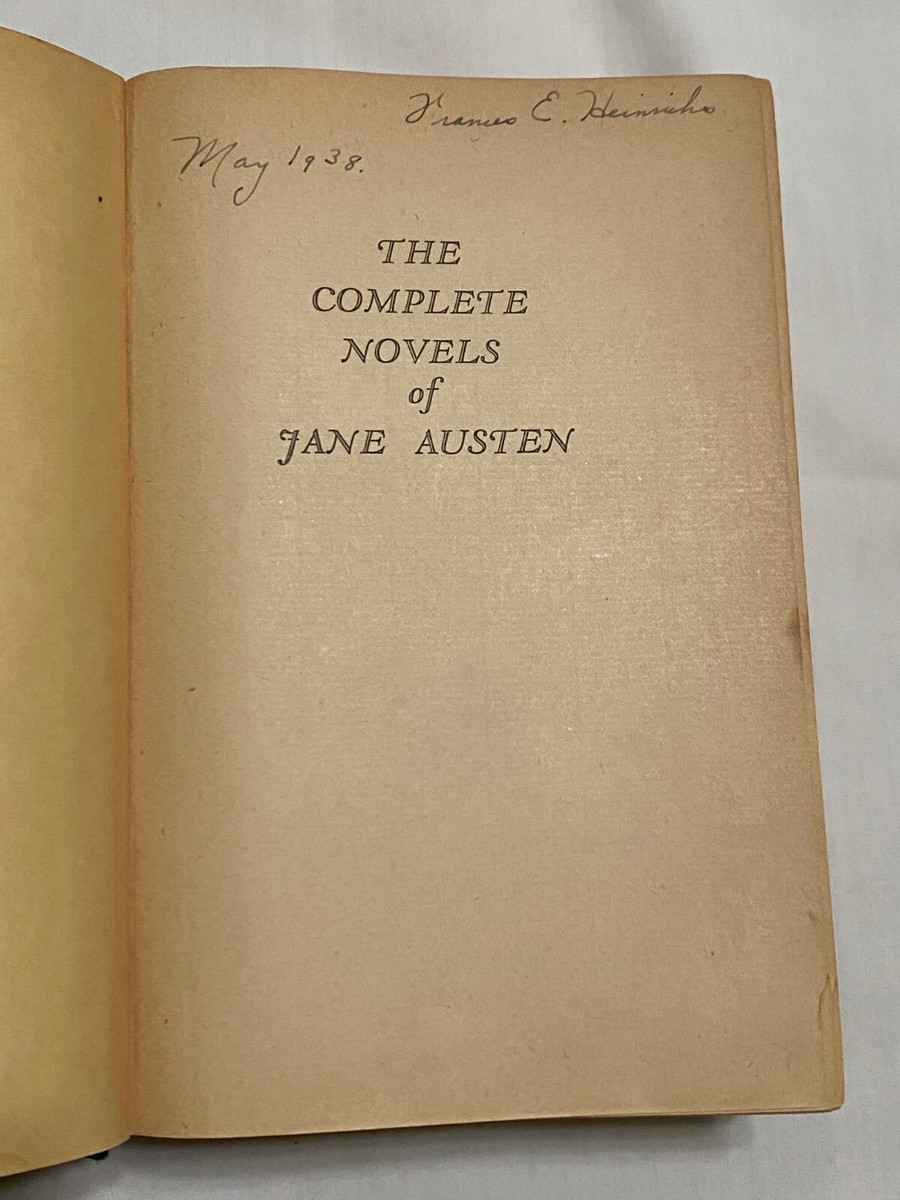 Frances E. Heinrichs
May 1938.
THE
COMPLETE
NOVELS
of
JANE AUSTEN